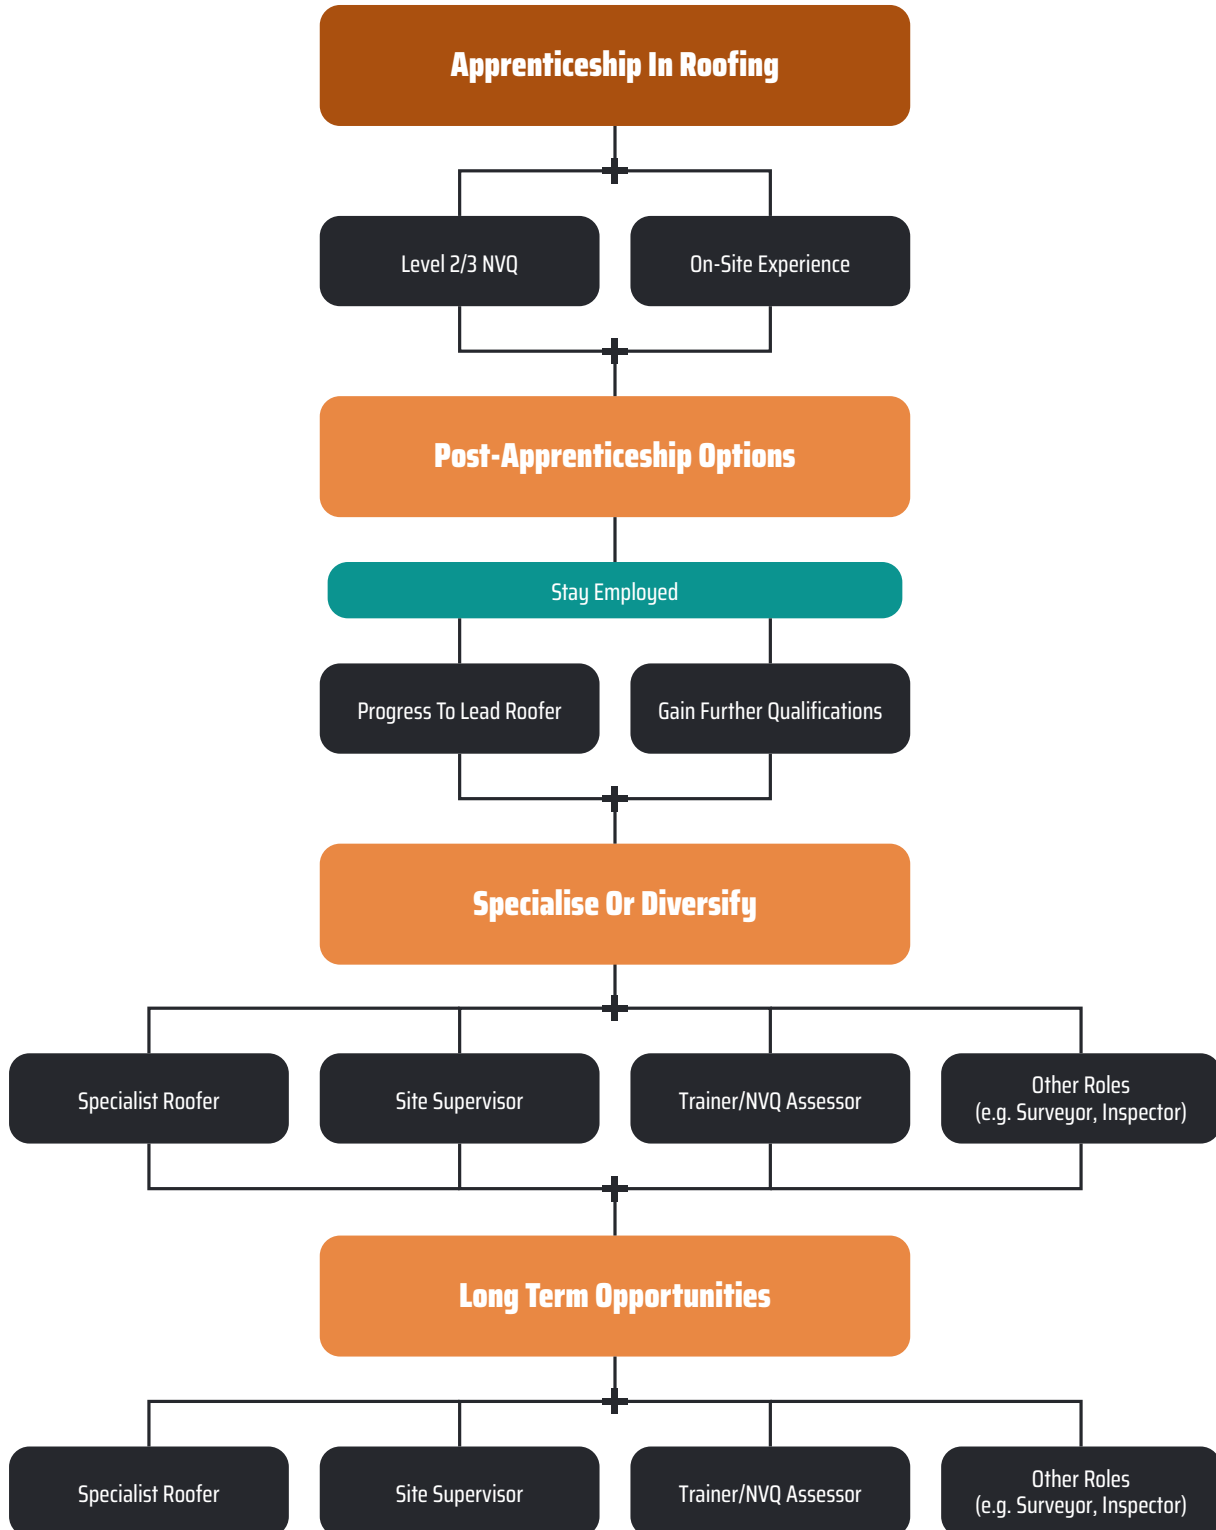 Apprenticeship In Roofing
Level 2/3 NVQ
On-Site Experience
Post-Apprenticeship Options
Stay Employed
Progress To Lead Roofer
Gain Further Qualifications
Specialise Or Diversify
Specialist Roofer
Site Supervisor
Trainer/NVQ Assessor
Other Roles
(e.g. Surveyor, Inspector)
Long Term Opportunities
Specialist Roofer
Site Supervisor
Trainer/NVQ Assessor
Other Roles
(e.g. Surveyor, Inspector)